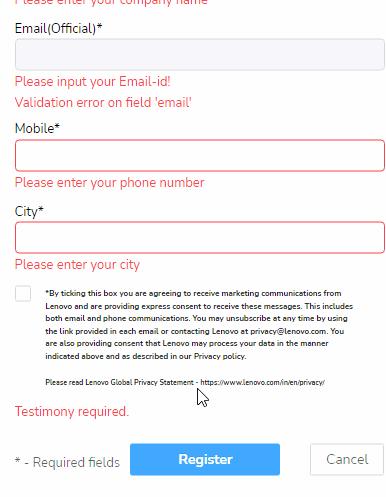 Please enter your company name
Email(Official)*
Please input your Email-id!
Validation error on field 'email'
Mobile*
Please enter your phone number
City*
Please enter your city
*By ticking this box you are agreeing to receive marketing communications from
Lenovo and are providing express consent to receive these messages. This includes
both email and phone communications. You may unsubscribe at any time by using
the link provided in each email or contacting Lenovo at privacy@lenovo.com. You
are also providing consent that Lenovo may process your data in the manner
indicated above and as described in our Privacy policy.
Please read Lenovo Global Privacy Statement - https://www.lenovo.com/in/en/privacy/
Testimony required.
* - Required fields
Register
Cancel